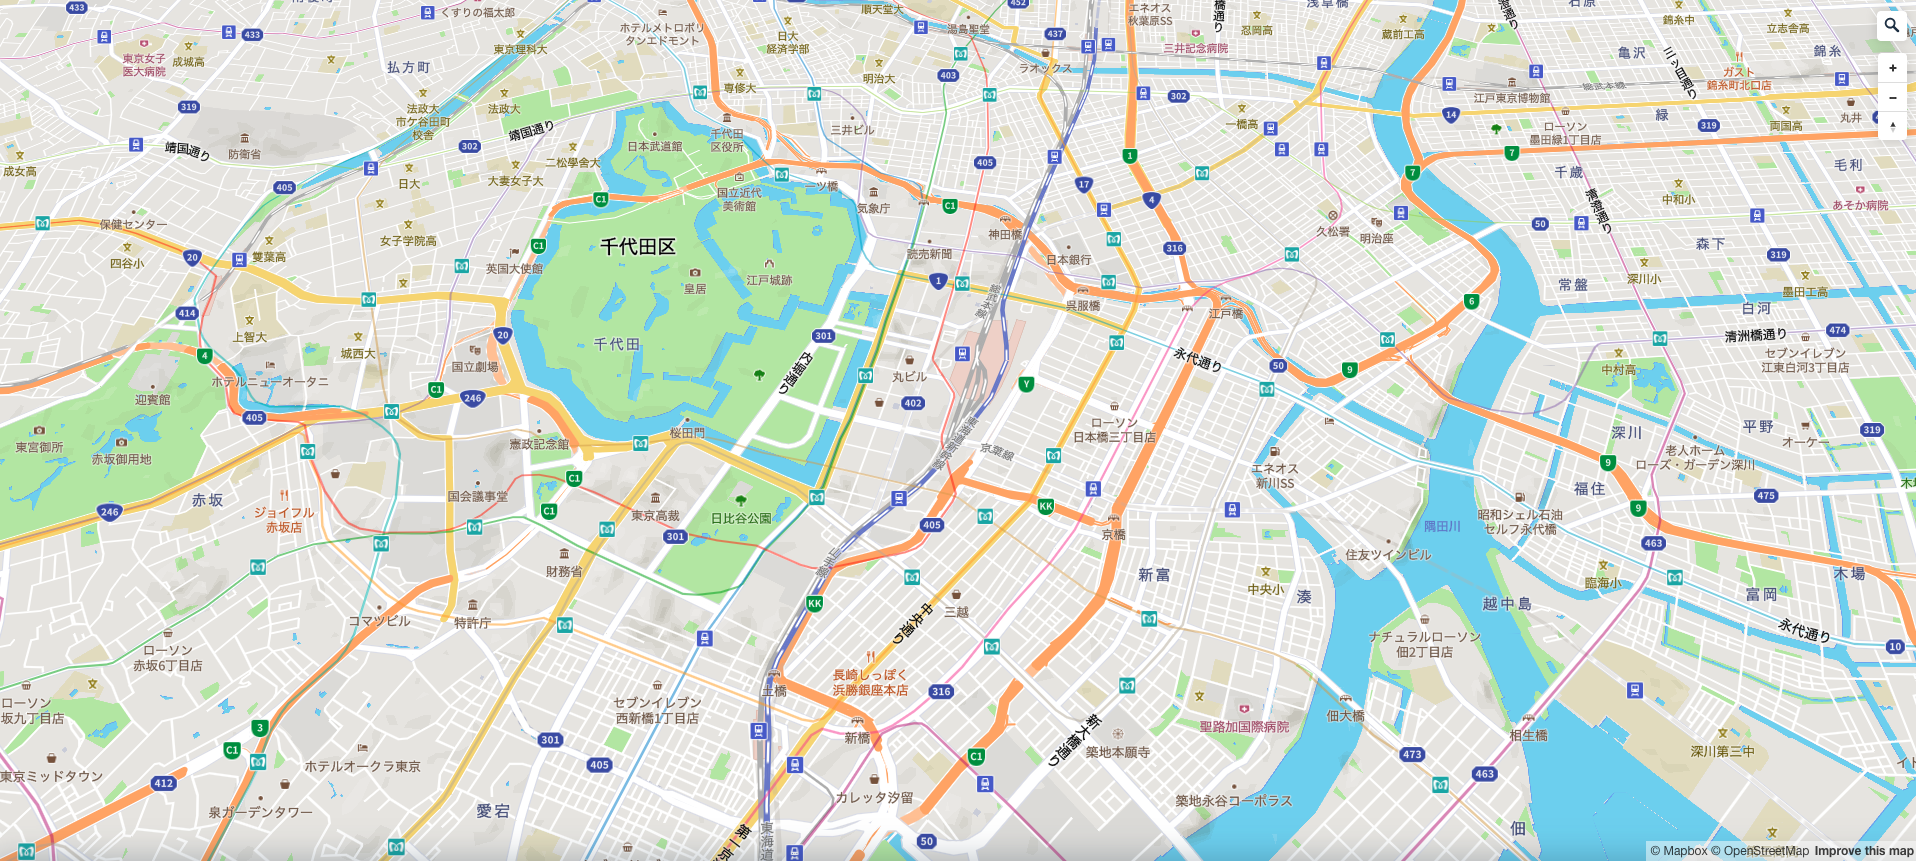 433
くすりの福太郎
ホテルメトロポリ
タンエドモント
順天堂大
452
エネオス
秋葉原SS
浅草橋
石原
433
東京女子
医大病院
成城高
東京理科大
日大
経済学部
湯島聖堂
437
三井記念病院
忍岡高
蔵前工高
錦糸中
立志舎高
亀沢
三ツ目通り
錦糸
払方町
明治大
403
ラオックス
ガスト
錦糸町北口店
319
法政大
市ケ谷田町
校舎
法政大
専修大
302
江戸東京博物館
総武本線
靖国通り
防衛省
靖国通り
302
日本武道館
千代田
区役所
三井ビル
一橋高
14
ローソン
墨田緑1丁目店
緑
319
両国高
丸井
成女高
405
日大
二松學舎大
大妻女子大
405
1
7
7
千歳
毛利
保健センター
C1
国立近代
美術館
一ツ橋
気象庁
C1
17
4
久松署
明治座
清澄通り
中和小
あそか病院
50
女子学院高
C1
千代田区
神田橋
四谷小
20
雙葉高
英国大使館
皇居
江戸城跡
読売新聞
日本銀行
316
森下
319
深川小
常盤
墨田工高
414
1
総武本線
呉服橋
江戸橋
6
白河
上智大
4
城西大
20
国立劇場
千代田
301
内堀通り
永代通り
50
9
清洲橋通り
474
セブンイレブン
江東白河3丁目店
中村高
ホテルニューオータニ
迎賓館
C1
246
丸ビル
402
Y
ローソン
日本橋三丁目店
405
東宮御所
赤坂御用地
憲政記念館
桜田門
東海道新幹線
京葉線
深川
平野
319
オーケー
老人ホーム
ローズ・ガーデン深川
9
エネオス
新川SS
赤坂
国会議事堂
C1
C1
東京高裁
日比谷公園
KK
福住
475
9
246
ジョイフル
赤坂店
301
405
京橋
隅田川
昭和シェル石油
セルフ永代橋
463
住友ツインビル
財務省
山手線
新富
中央小
湊
臨海小
木場
KK
越中島
富岡
永代通り
10
コマツビル
特許庁
中央通り
三越
ナチュラルローソン
佃2丁目店
ローソン
赤坂6丁目店
長崎しっぽく
浜勝銀座本店
316
土橋
ローソン
坂九丁目店
セブンイレブン
西新橋1丁目店
3
C1
301
新橋
新大橋通り
築地本願寺
聖路加国際病院
佃大橋
相生橋
深川第三中
東京ミッドタウン
412
ホテルオークラ東京
405
C1
473
463
泉ガーデンタワー
愛宕
カレッタ汐留
築地永谷コーポラス
佃
50
東海道
第一京
© Mapbox © OpenStreetMap Improve this map